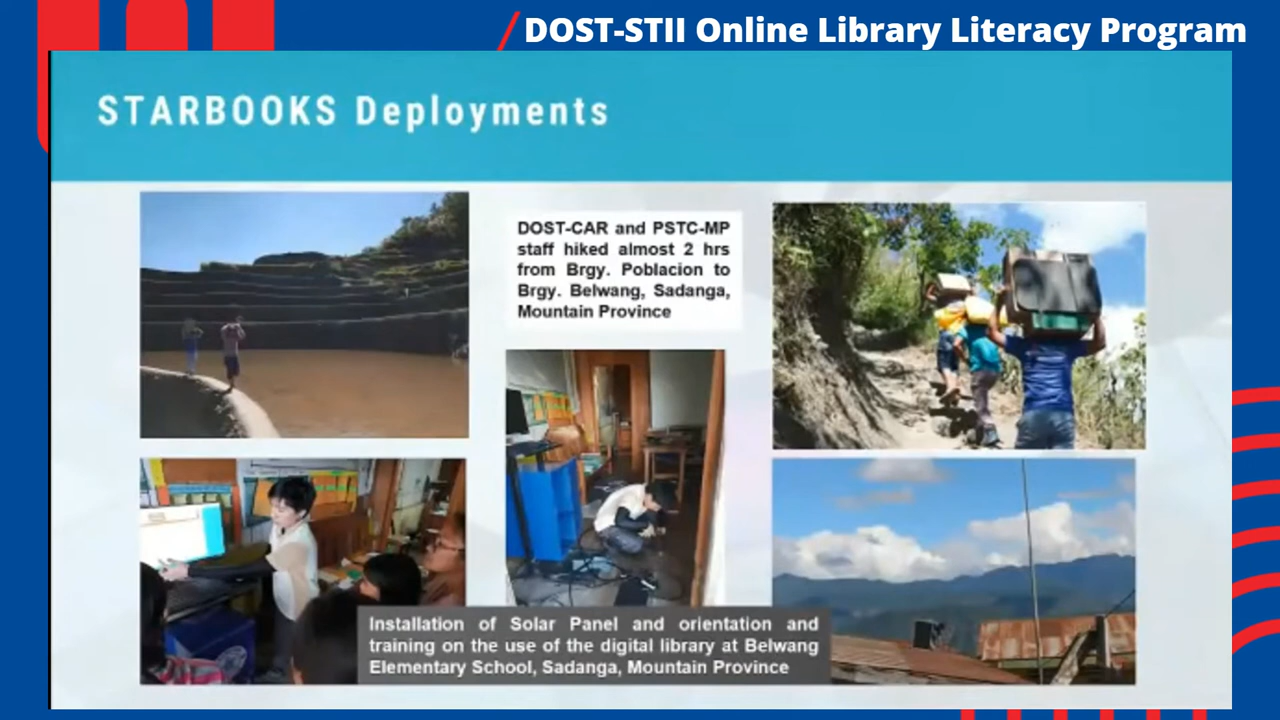 DOST-STII Online Library Literacy Program
STARBOOKS Deployments
DOST-CAR and PSTC-MP
staff hiked almost 2 hrs
from Brgy. Poblacion to
Brgy. Belwang, Sadanga,
Mountain Province
Installation of Solar Panel and orientation and
training on the use of the digital library at Belwang
Elementary School, Sadanga, Mountain Province